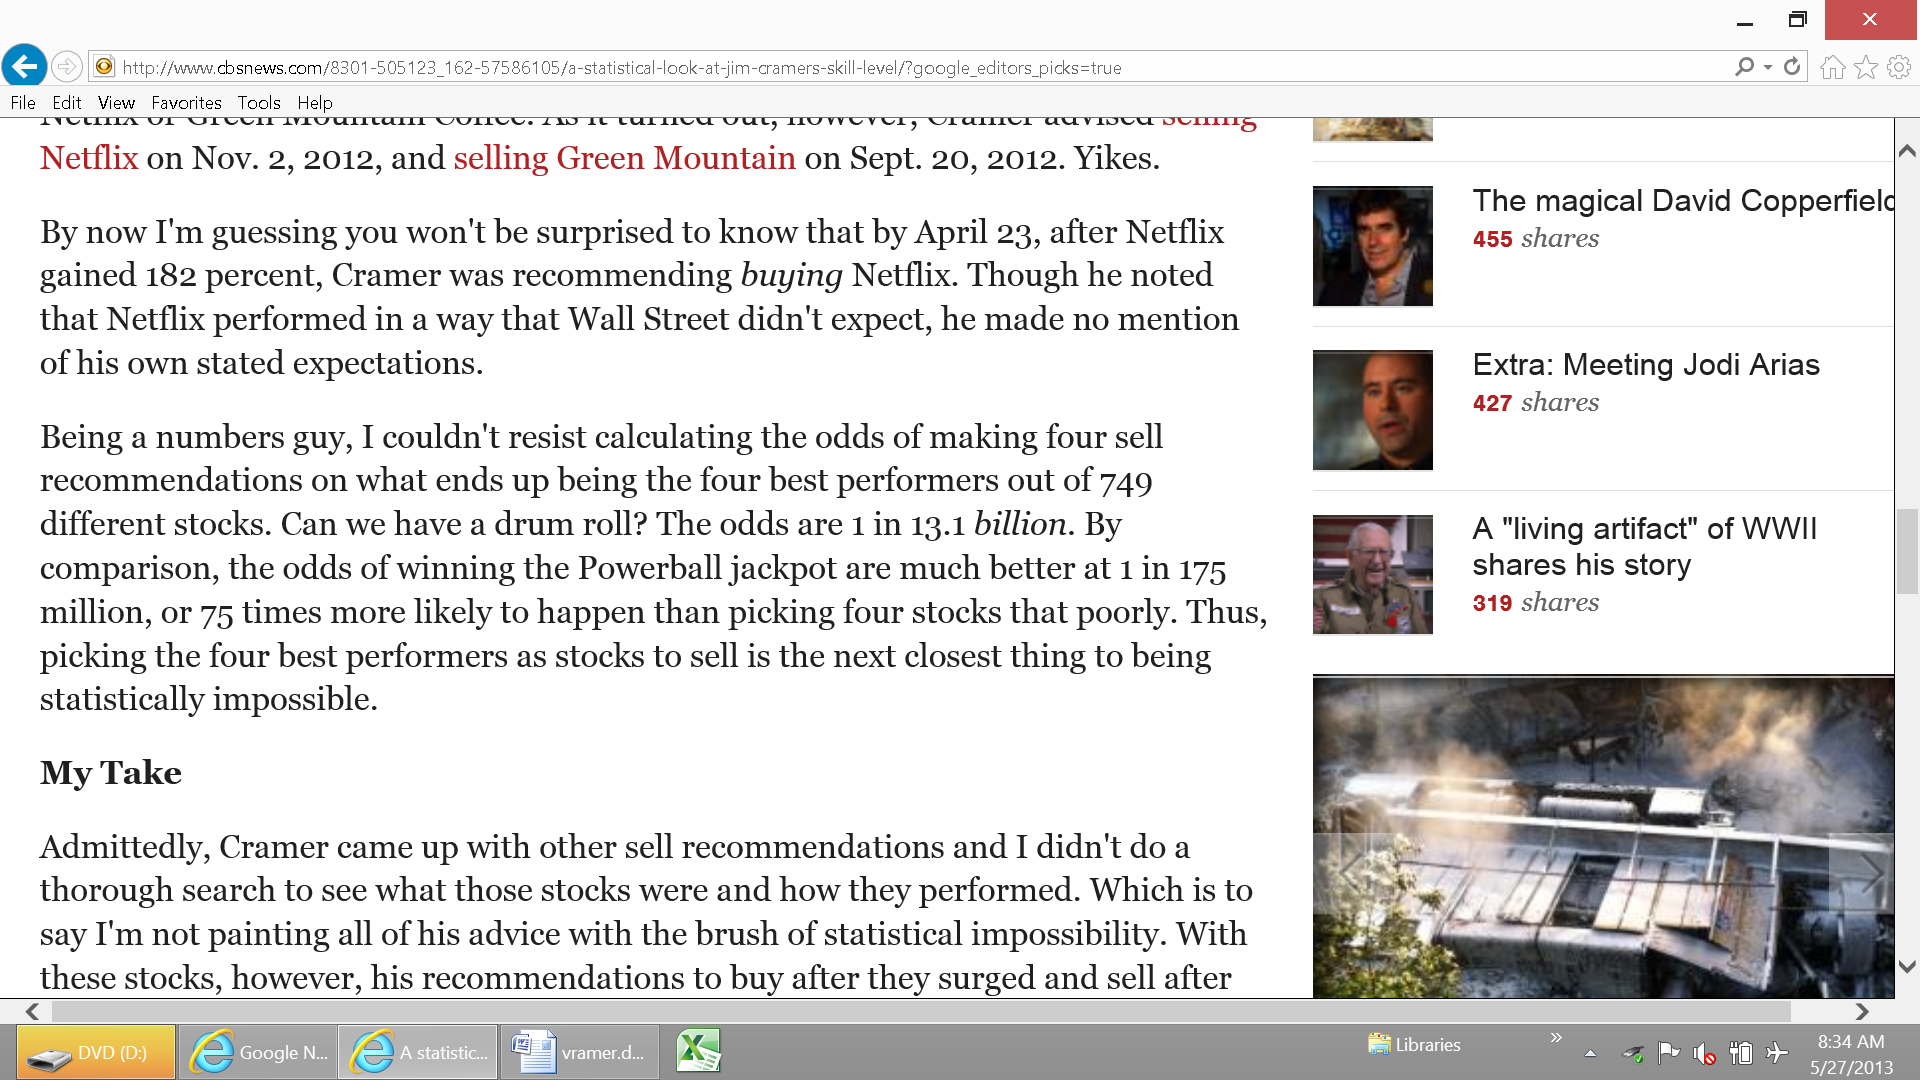 http://www.cbsnews.com/8301-505123_162-57586105/a-statistical-look-at-jim-cramers-skill-level/?google_editors_picks=true
File Edit View Favorites Tools Help
Netflix or Green Mountain Coffee. As it turned out, however, Cramer advised selling
Netflix on Nov. 2, 2012, and selling Green Mountain on Sept. 20, 2012. Yikes.
By now I'm guessing you won't be surprised to know that by April 23, after Netflix
gained 182 percent, Cramer was recommending buying Netflix. Though he noted
that Netflix performed in a way that Wall Street didn't expect, he made no mention
of his own stated expectations.
Being a numbers guy, I couldn't resist calculating the odds of making four sell
recommendations on what ends up being the four best performers out of 749
different stocks. Can we have a drum roll? The odds are 1 in 13.1 billion. By
comparison, the odds of winning the Powerball jackpot are much better at 1 in 175
million, or 75 times more likely to happen than picking four stocks that poorly. Thus,
picking the four best performers as stocks to sell is the next closest thing to being
statistically impossible.
My Take
Admittedly, Cramer came up with other sell recommendations and I didn't do a
thorough search to see what those stocks were and how they performed. Which is to
say I'm not painting all of his advice with the brush of statistical impossibility. With
these stocks, however, his recommendations to buy after they surged and sell after
The magical David Copperfield
455 shares
Extra: Meeting Jodi Arias
427 shares
A "living artifact" of WWII
shares his story
319 shares
DVD (D:)
Google N...
A statistic...
vramer.d...
Libraries
8:34 AM
5/27/2013